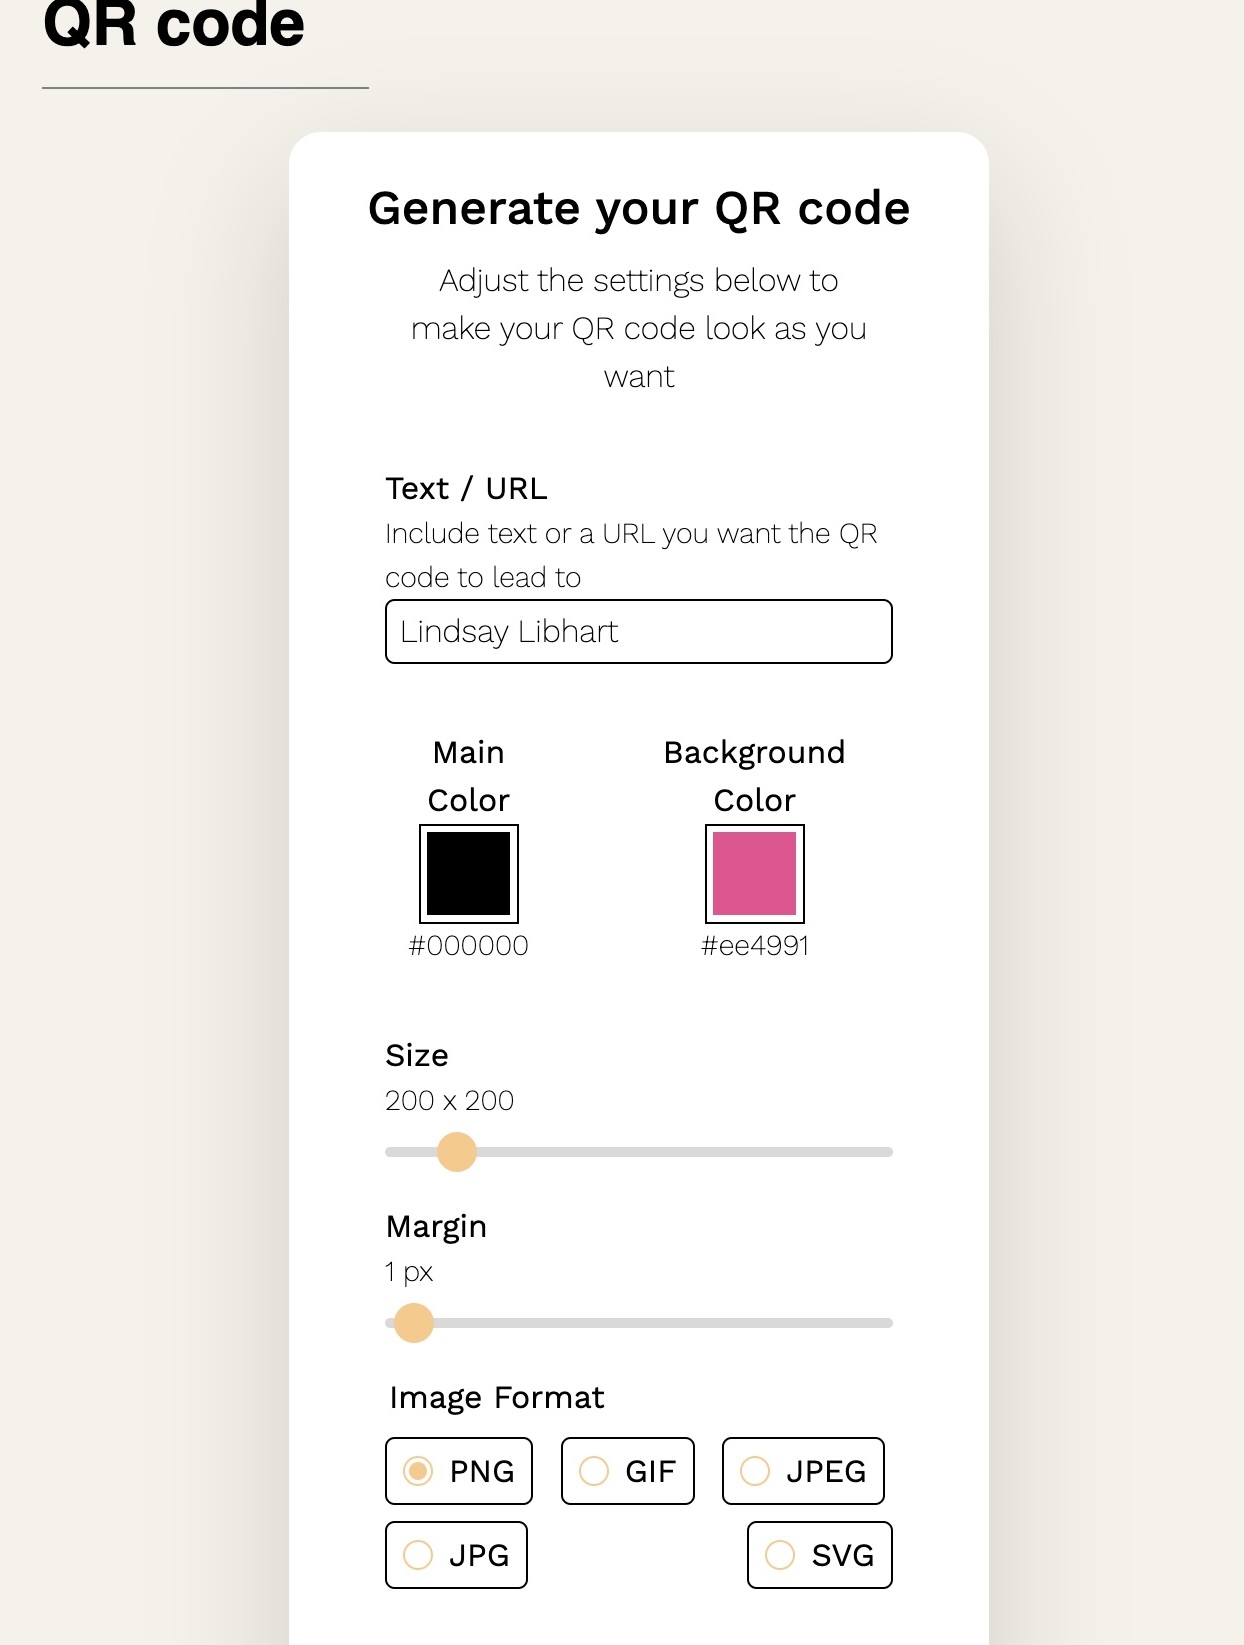 QR code
Generate your QR code
Adjust the settings below to
make your QR code look as you
want
Text / URL
Include text or a URL you want the QR
code to lead to
Lindsay Libhart
Main
Color
#000000
Background
Color
#ee4991
Size
200 x 200
Margin
1 px
Image Format
PNG
GIF
JPEG
JPG
SVG